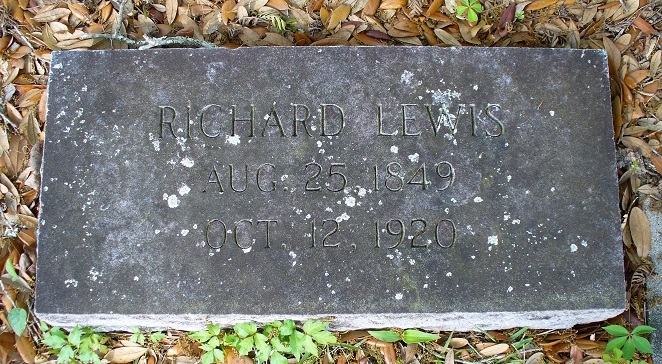 RICHARD LEWIS
AUG. 25, 1849
OCT. 12, 1920